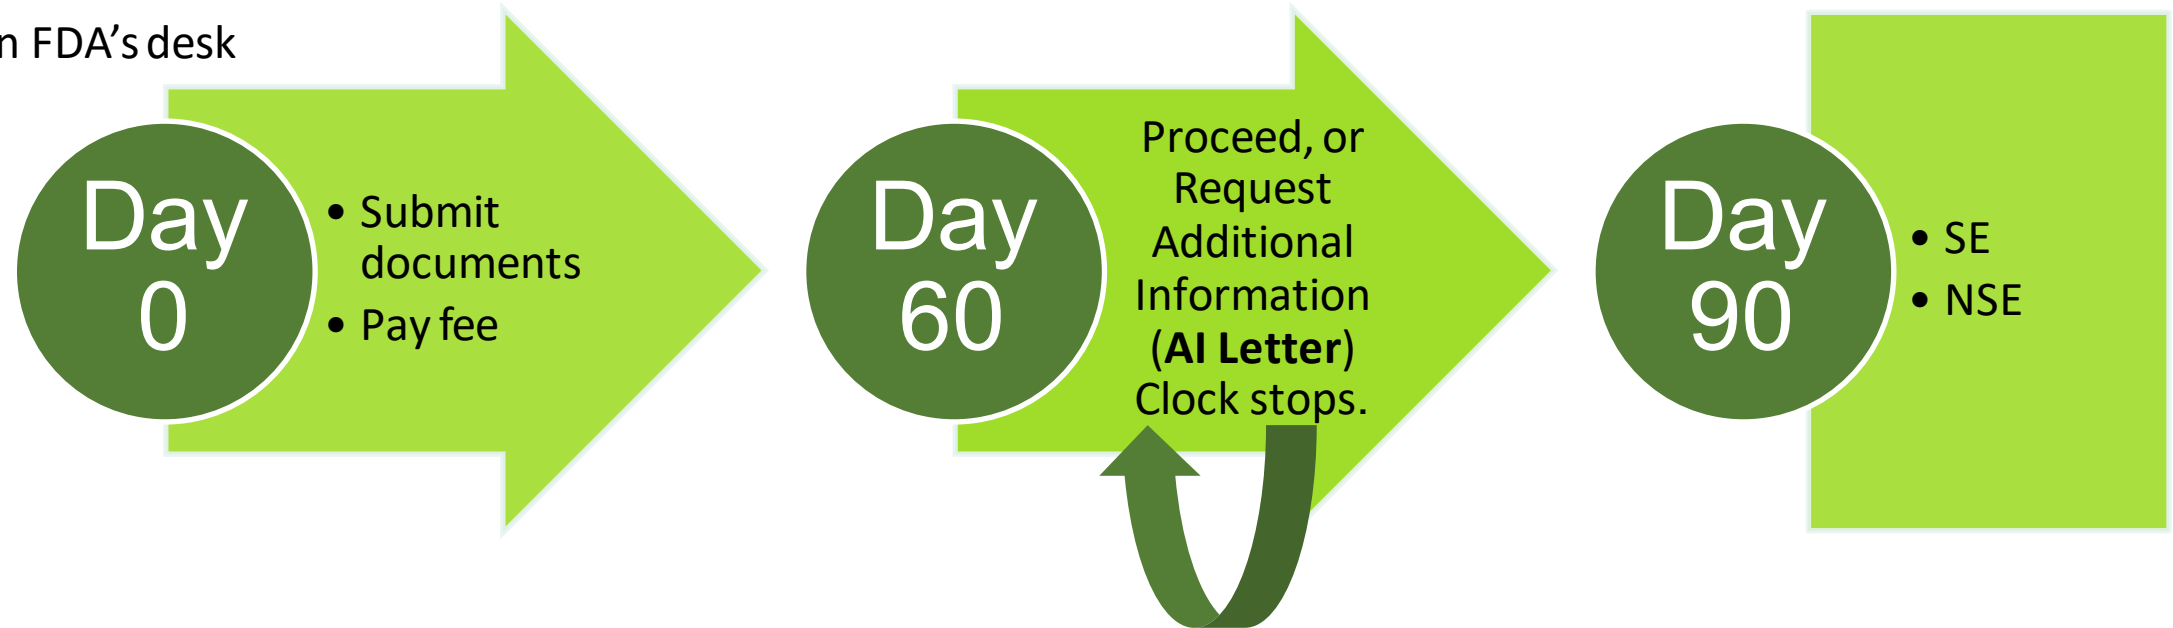 n FDA's desk
Day
0
• Submit
documents
• Pay fee
Day
60
Proceed, or
Request
Additional
Information
(AI Letter)
Clock stops.
Day
90
• SE
• NSE